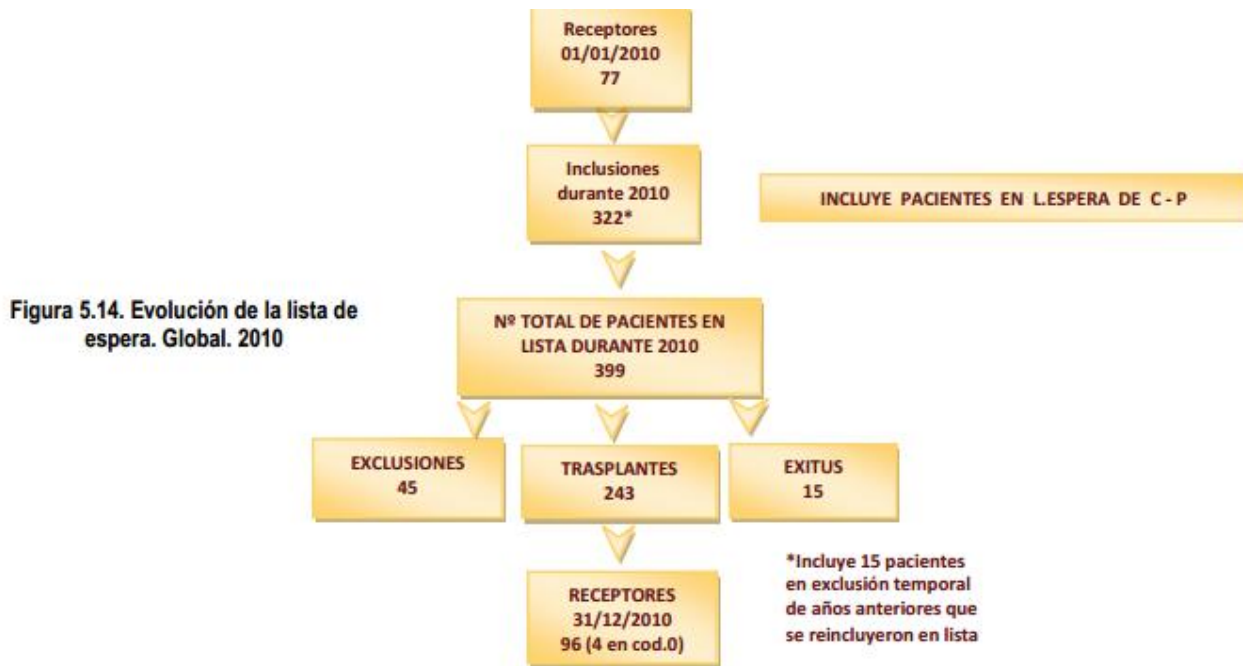 Receptores
01/01/2010
77
Inclusiones
durante 2010
322*
INCLUYE PACIENTES EN L.ESPERA DE C - P
Figura 5.14. Evolución de la lista de
espera. Global. 2010
Nº TOTAL DE PACIENTES EN
LISTA DURANTE 2010
399
EXCLUSIONES
45
TRASPLANTES
243
EXITUS
15
RECEPTORES
31/12/2010
96 (4 en cod.0)
*Incluye 15 pacientes
en exclusión temporal
de años anteriores que
se reincluyeron en lista